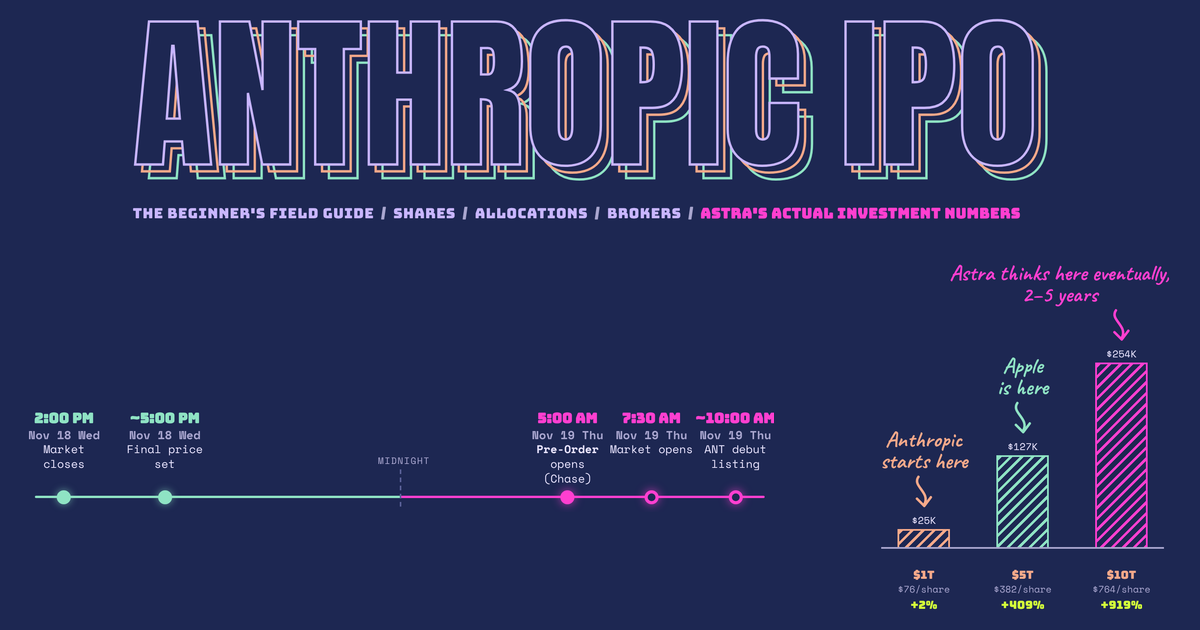 ANTHROPIC IPO
THE BEGINNER'S FIELD GUIDE / SHARES / ALLOCATIONS / BROKERS / ASTRA'S ACTUAL INVESTMENT NUMBERS
2:00 PM
Nov 18 Wed
Market
closes
~5:00 PM
Nov 18 Wed
Final price
set
MIDNIGHT
5:00 AM
Nov 19 Thu
Pre-Order
opens
(Chase)
7:30 AM
Nov 19 Thu
Market opens
~10:00 AM
Nov 19 Thu
ANT debut
listing
Anthropic
starts here
$25K
$1T
$76/share
+2%
Apple
is here
$127K
$5T
$382/share
+409%
Astra thinks here eventually,
2–5 years
$254K
$10T
$764/share
+919%